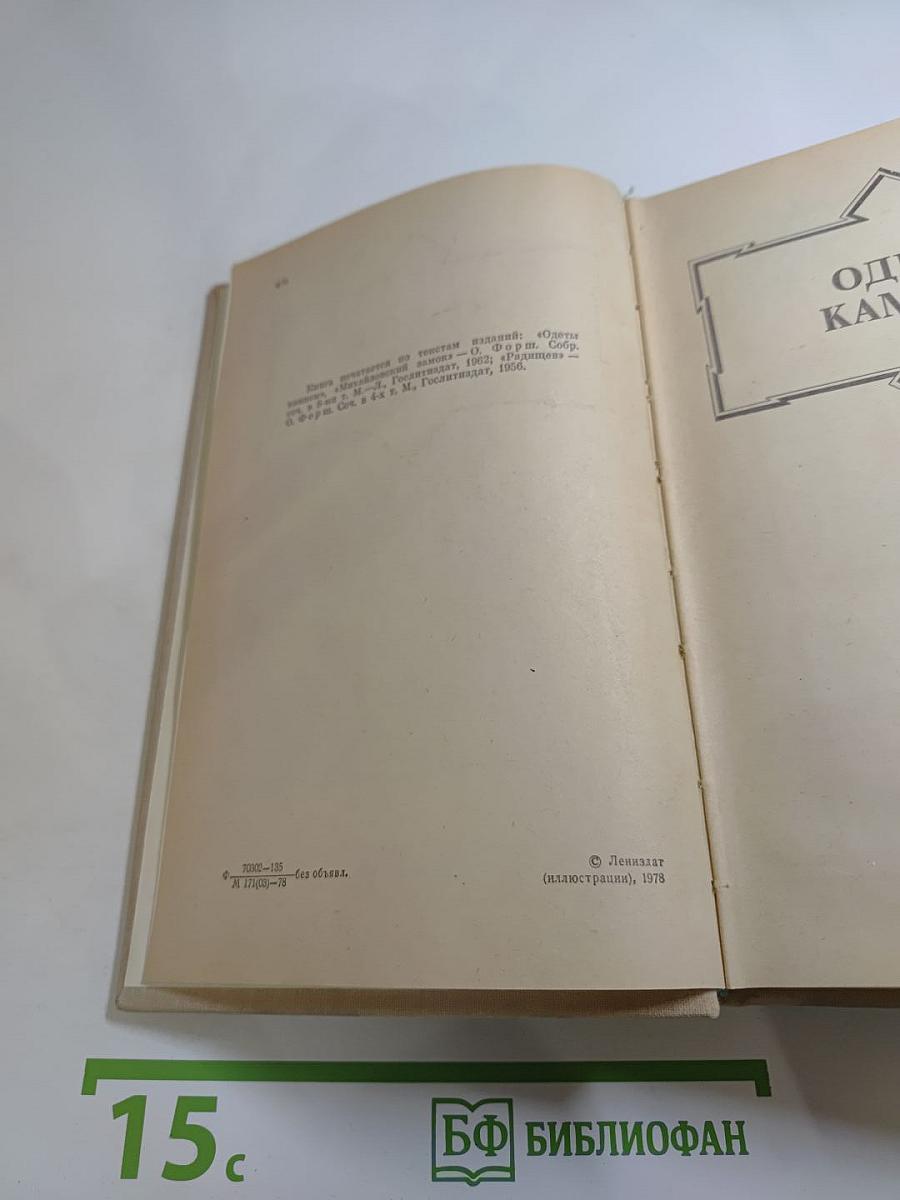 Книга печатается по текстам изданий: «Одеты
камнем», «Михайловский замок» — О. Форш. Собр.
соч. в 8-ми т. М.—Л., Гослитиздат, 1962; «Радищев» —
О. Форш. Соч. в 4-х т. М., Гослитиздат, 1956.
ОД
КАМ
Ф 70302—135 без объявл.
М 171(03)—78
© Лениздат
(иллюстрации), 1978
15 с
БФ БИБЛИОФАН